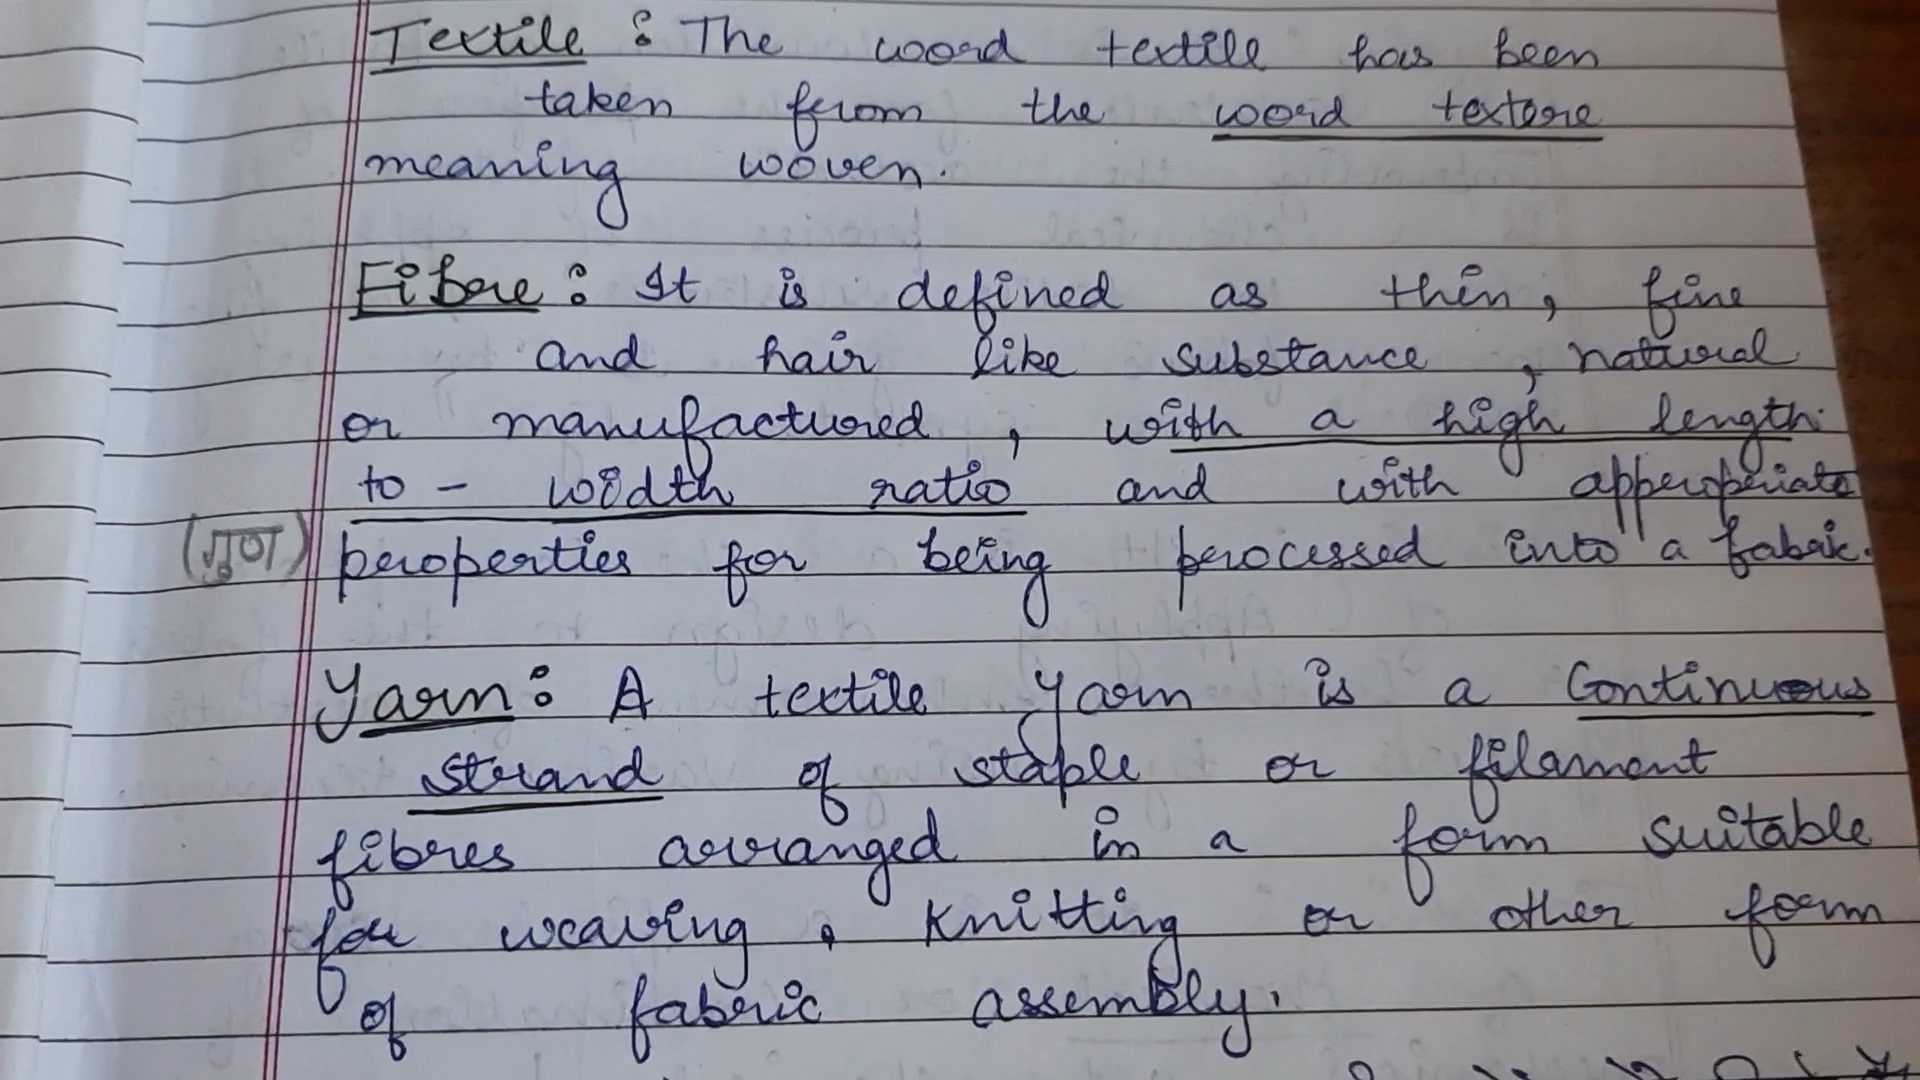 Textile : The word textile has been
taken from the word textere
meaning woven.
Fibre : It is defined as thin, fine
and hair like substance, natural
or manufactured, with a high length
to - width ratio and with appropriate
(गुण) properties for being processed into a fabric.
Yarn : A textile yarn is a Continuous
strand of staple or filament
fibres arranged in a form suitable
for weaving, knitting or other form
of fabric assembly.